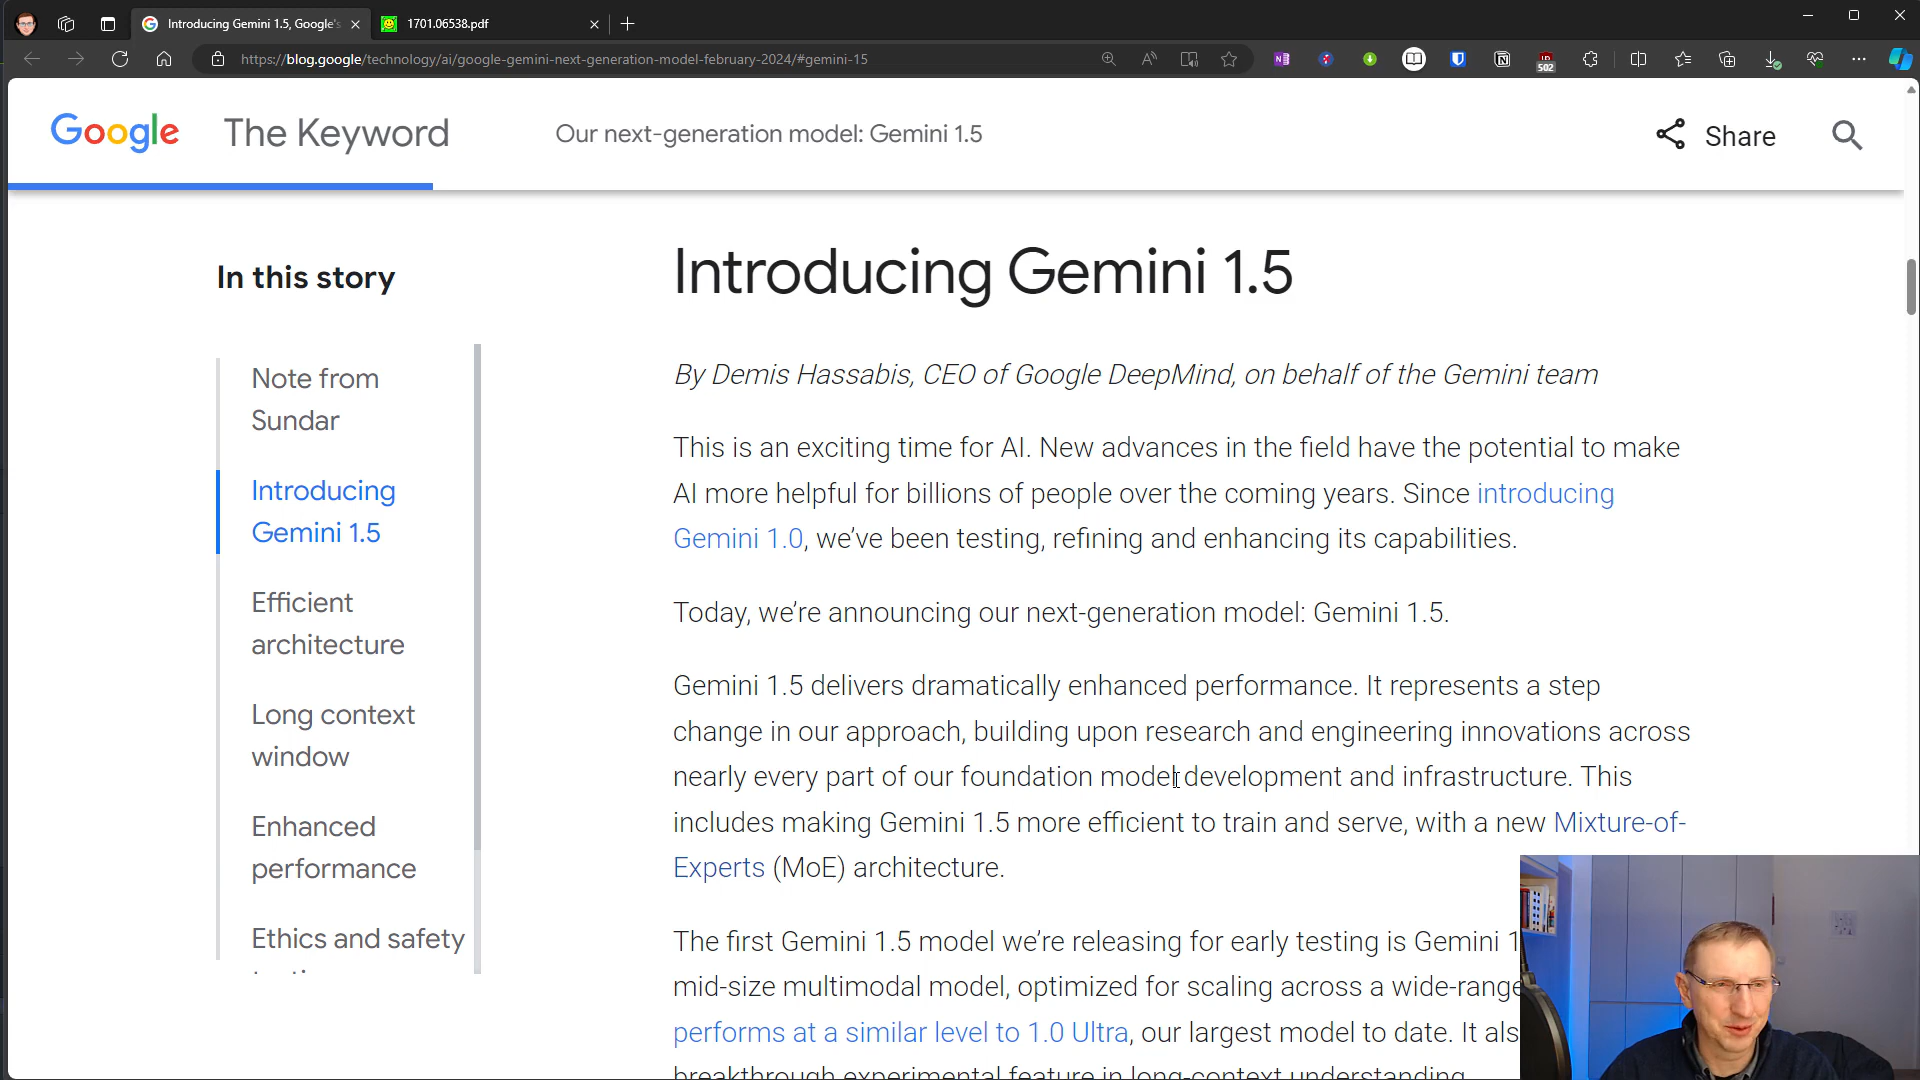 Introducing Gemini 1.5, Google's
1701.06538.pdf
https://blog.google/technology/ai/google-gemini-next-generation-model-february-2024/#gemini-15
502
Google The Keyword
Our next-generation model: Gemini 1.5
Share
In this story
Note from
Sundar
Introducing
Gemini 1.5
Efficient
architecture
Long context
window
Enhanced
performance
Ethics and safety
Introducing Gemini 1.5
By Demis Hassabis, CEO of Google DeepMind, on behalf of the Gemini team
This is an exciting time for AI. New advances in the field have the potential to make
AI more helpful for billions of people over the coming years. Since introducing
Gemini 1.0, we’ve been testing, refining and enhancing its capabilities.
Today, we’re announcing our next-generation model: Gemini 1.5.
Gemini 1.5 delivers dramatically enhanced performance. It represents a step
change in our approach, building upon research and engineering innovations across
nearly every part of our foundation model development and infrastructure. This
includes making Gemini 1.5 more efficient to train and serve, with a new Mixture-of-
Experts (MoE) architecture.
The first Gemini 1.5 model we’re releasing for early testing is Gemini 1
mid-size multimodal model, optimized for scaling across a wide-range
performs at a similar level to 1.0 Ultra, our largest model to date. It als
breakthrough experimental feature in long-context understanding.